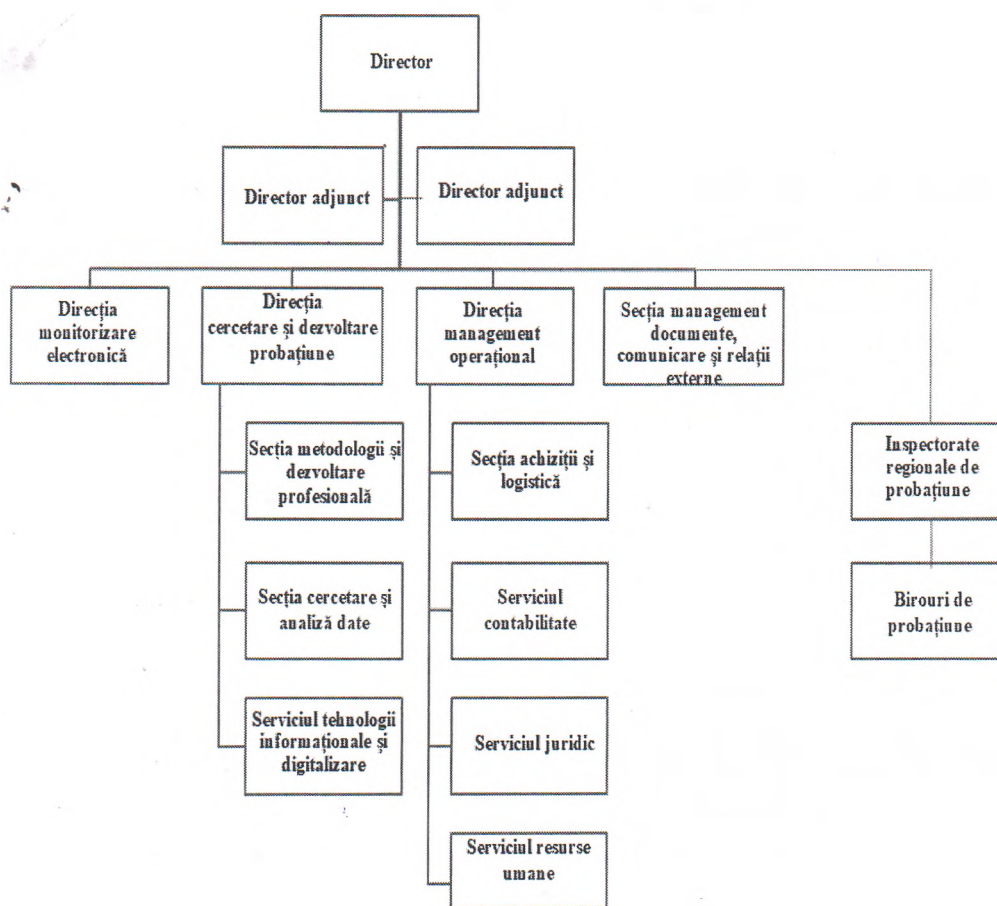 Director
Director adjunct
Director adjunct
Direcția
monitorizare
electronică
Direcția
cercetare și dezvoltare
probațiune
Direcția
management
operațional
Secția management
documente,
comunicare și relații
externe
Secția metodologii și
dezvoltare
profesională
Secția achiziții și
logistică
Inspectorate
regionale de
probațiune
Secția cercetare și
analiză date
Serviciul
contabilitate
Birouri de
probațiune
Serviciul tehnologii
informaționale și
digitalizare
Serviciul juridic
Serviciul resurse
umane